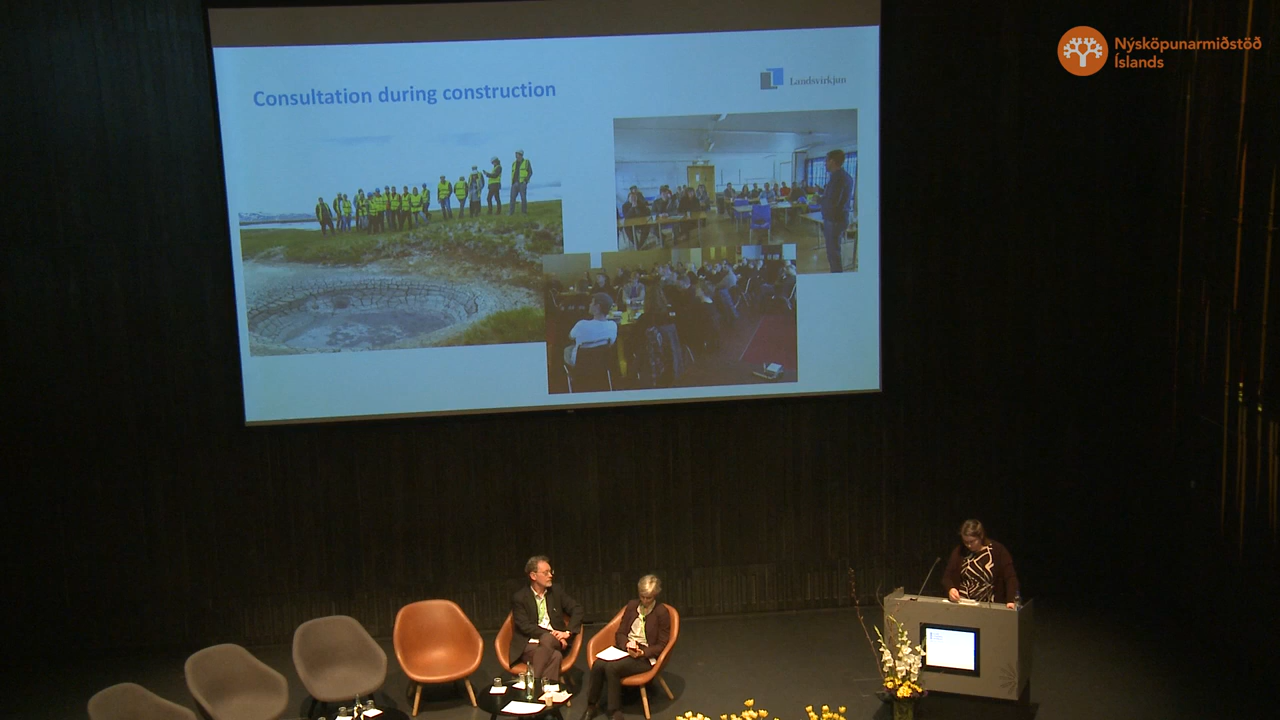 Nýsköpunarmiðstöð
Íslands
Consultation during construction
Landsvirkjun